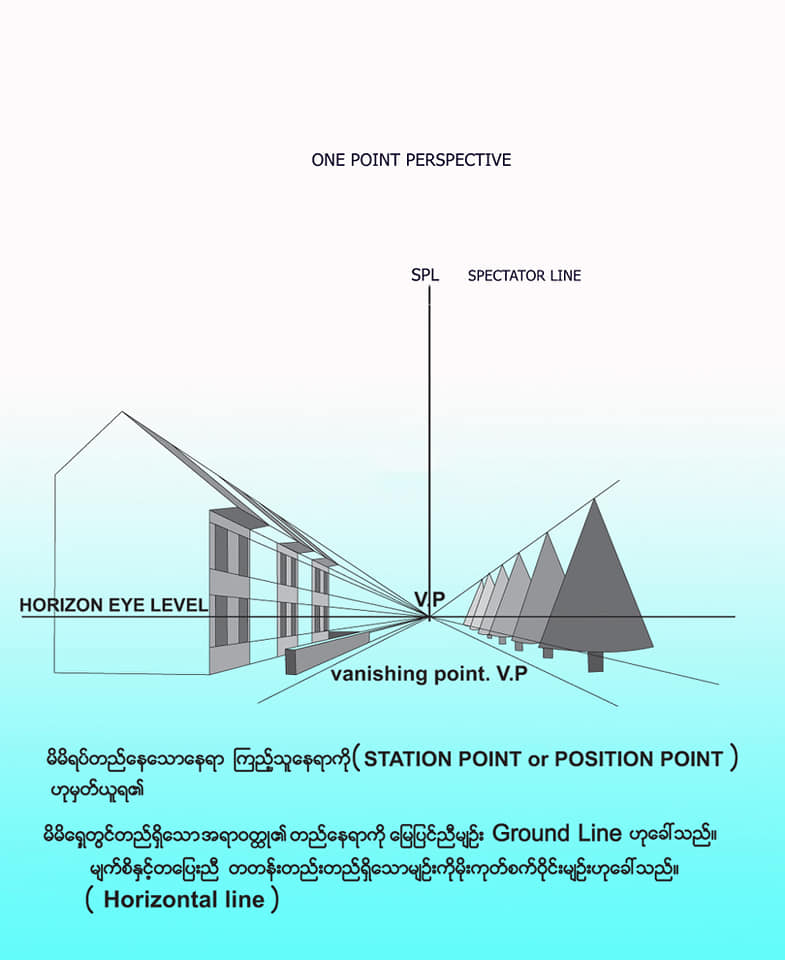 ONE POINT PERSPECTIVE
SPL SPECTATOR LINE
V.P
HORIZON EYE LEVEL
vanishing point. V.P
မိမိရပ်တည်နေသောနေရာ ကြည့်သူနေရာကို (STATION POINT or POSITION POINT )
ဟုမှတ်ယူရ၏
မိမိရှေ့တွင်တည်ရှိသော အရာဝတ္ထု၏ တည်နေရာကို မြေပြင်ညီမျဉ်း Ground Line ဟုခေါ်သည်။
မျက်စိနှင့်တပြေးညီ တတန်းတည်းတည်ရှိသောမျဉ်းကိုမိုးကုတ်စက်ဝိုင်းမျဉ်းဟုခေါ်သည်။
( Horizontal line )